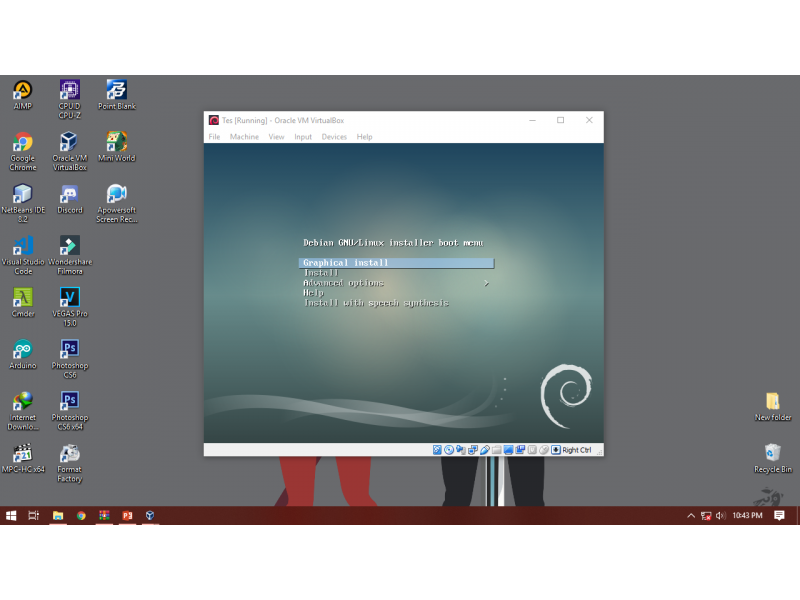 AIMP
CPUID
CPU-Z
Point Blank
Google
Chrome
Oracle VM
VirtualBox
Mini World
NetBeans IDE
8.2
Discord
Apowersoft
Screen Rec...
Visual Studio
Code
Wondershare
Filmora
Cmder
VEGAS Pro
15.0
Arduino
Photoshop
CS6
Internet
Downlo...
Photoshop
CS6 x64
MPC-HC x64
Format
Factory
Tes [Running] - Oracle VM VirtualBox
File Machine View Input Devices Help
Debian GNU/Linux installer boot menu
Graphical install
Install
Advanced options >
Help
Install with speech synthesis
Right Ctrl
New folder
Recycle Bin
10:43 PM